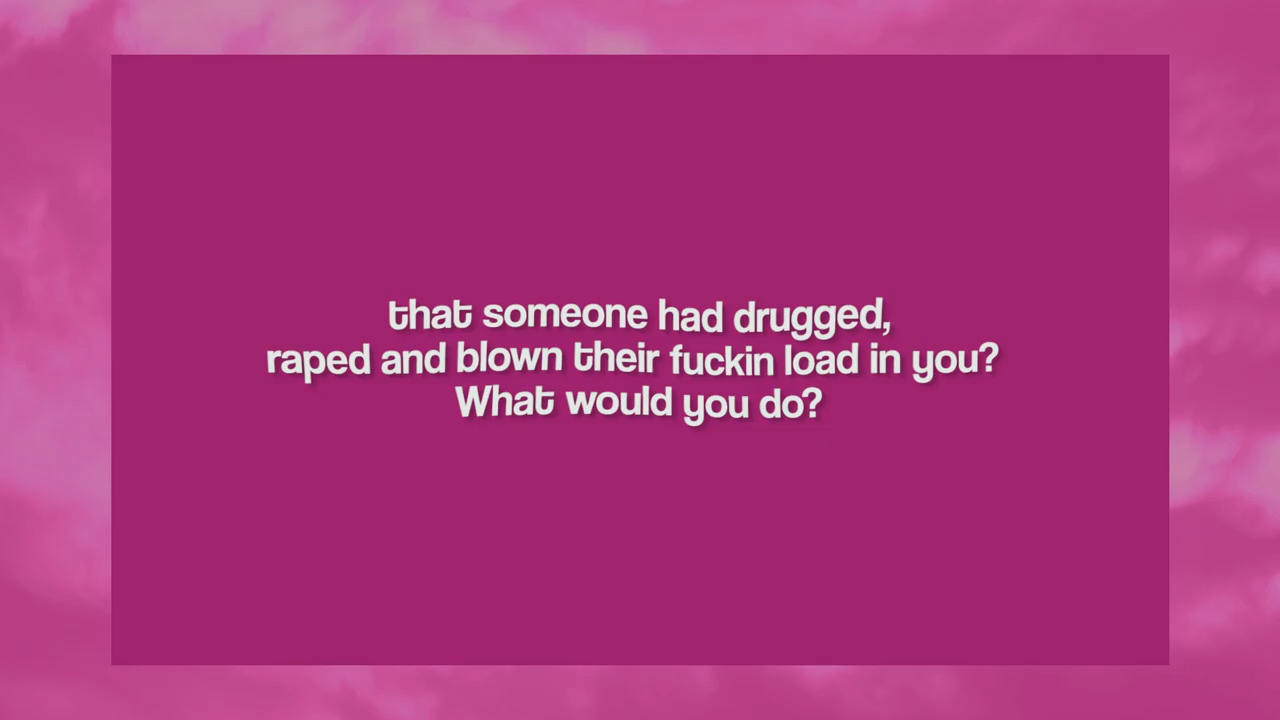 that someone had drugged,
raped and blown their fuckin load in you?
What would you do?